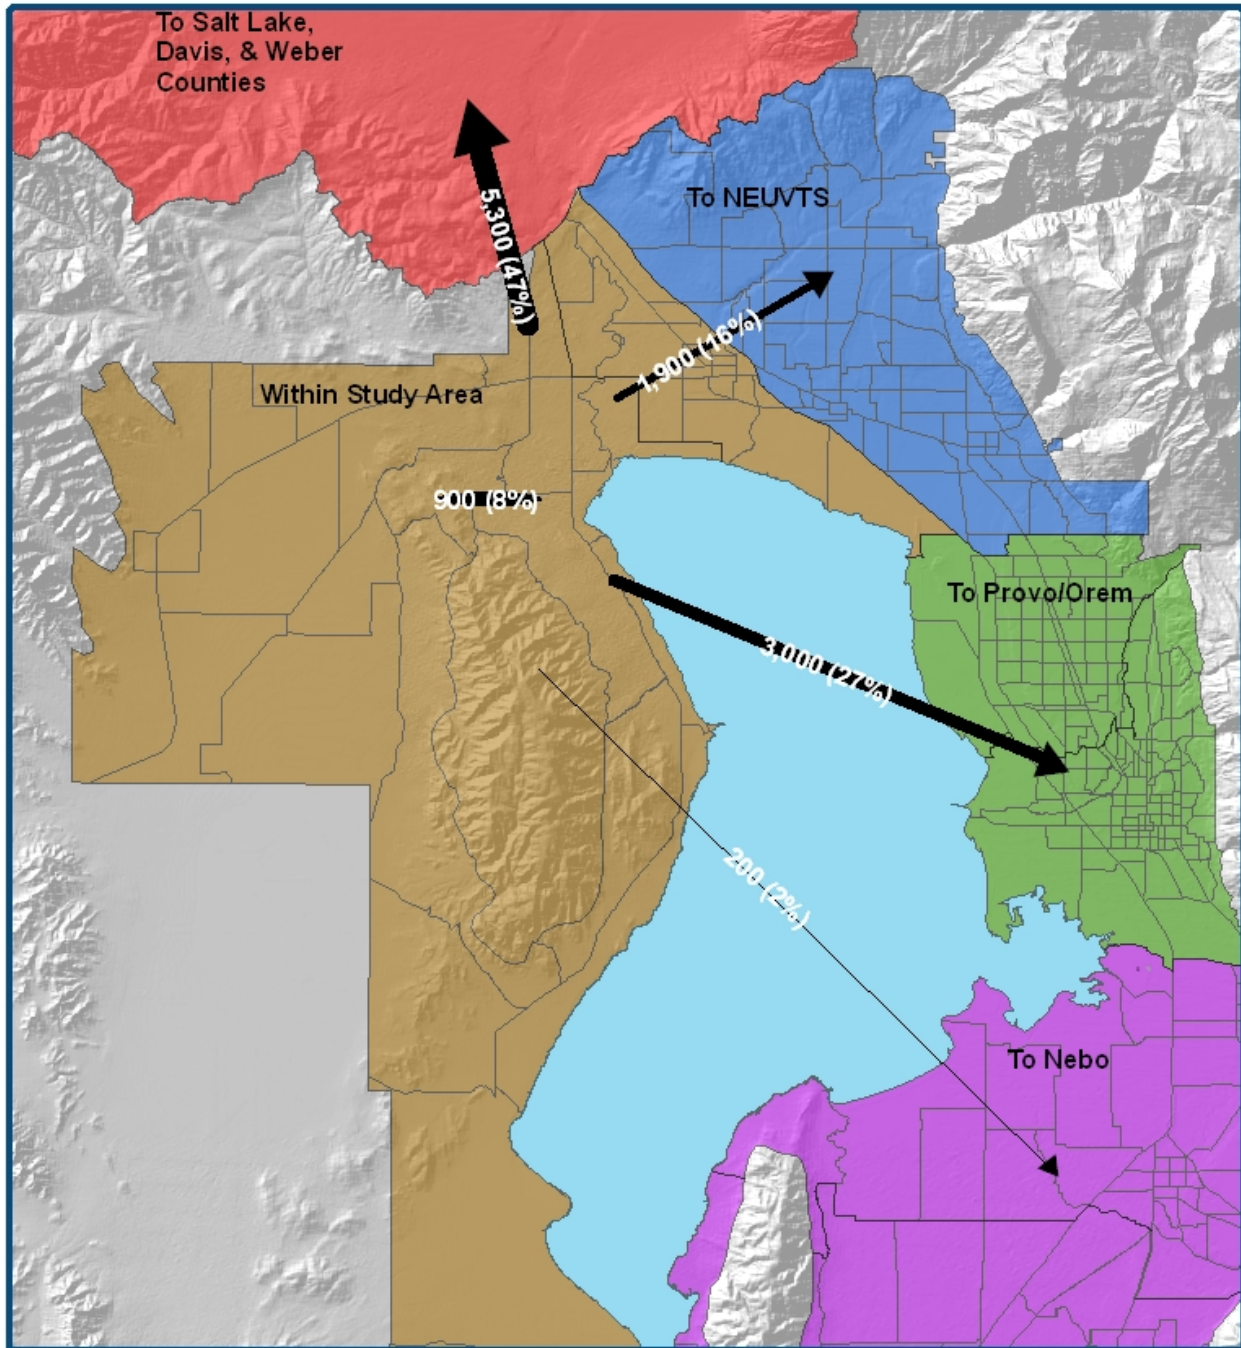 To Salt Lake,
Davis, & Weber
Counties
5,300 (47%)
To NEUVTS
1,900 (16%)
Within Study Area
900 (8%)
To Provo/Orem
3,000 (27%)
200 (2%)
To Nebo